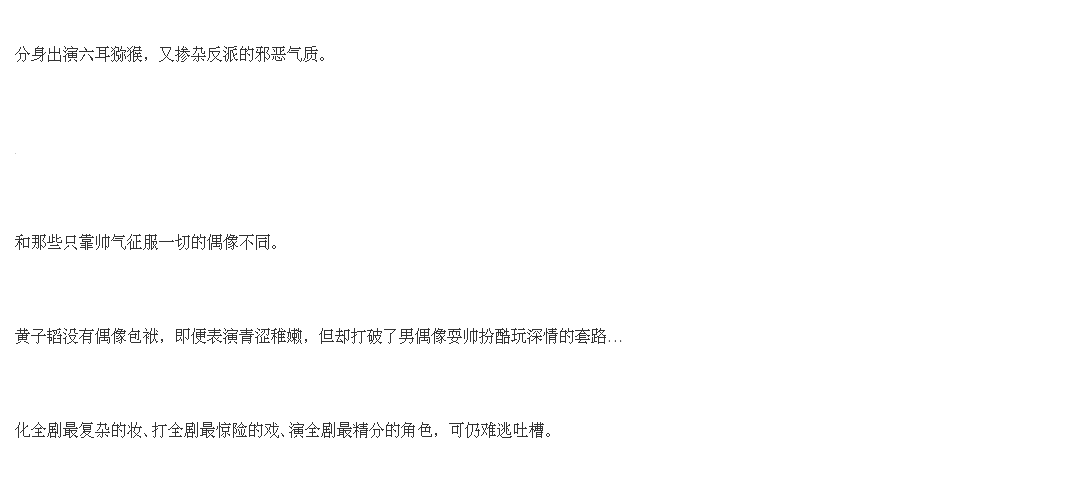 分身出演六耳猕猴，又掺杂反派的邪恶气质。
和那些只靠帅气征服一切的偶像不同。
黄子韬没有偶像包袱，即便表演青涩稚嫩，但却打破了男偶像耍帅扮酷玩深情的套路...
化全剧最复杂的妆、打全剧最惊险的戏、演全剧最精分的角色，可仍难逃吐槽。